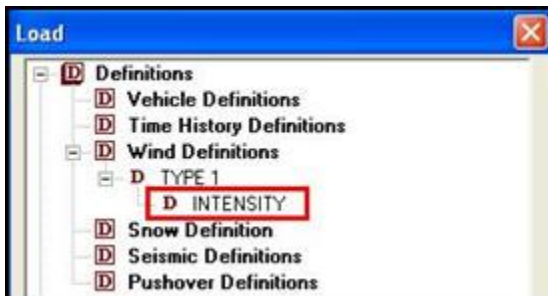 Load
D Definitions
D Vehicle Definitions
D Time History Definitions
D Wind Definitions
D TYPE 1
D INTENSITY
D Snow Definition
D Seismic Definitions
D Pushover Definitions